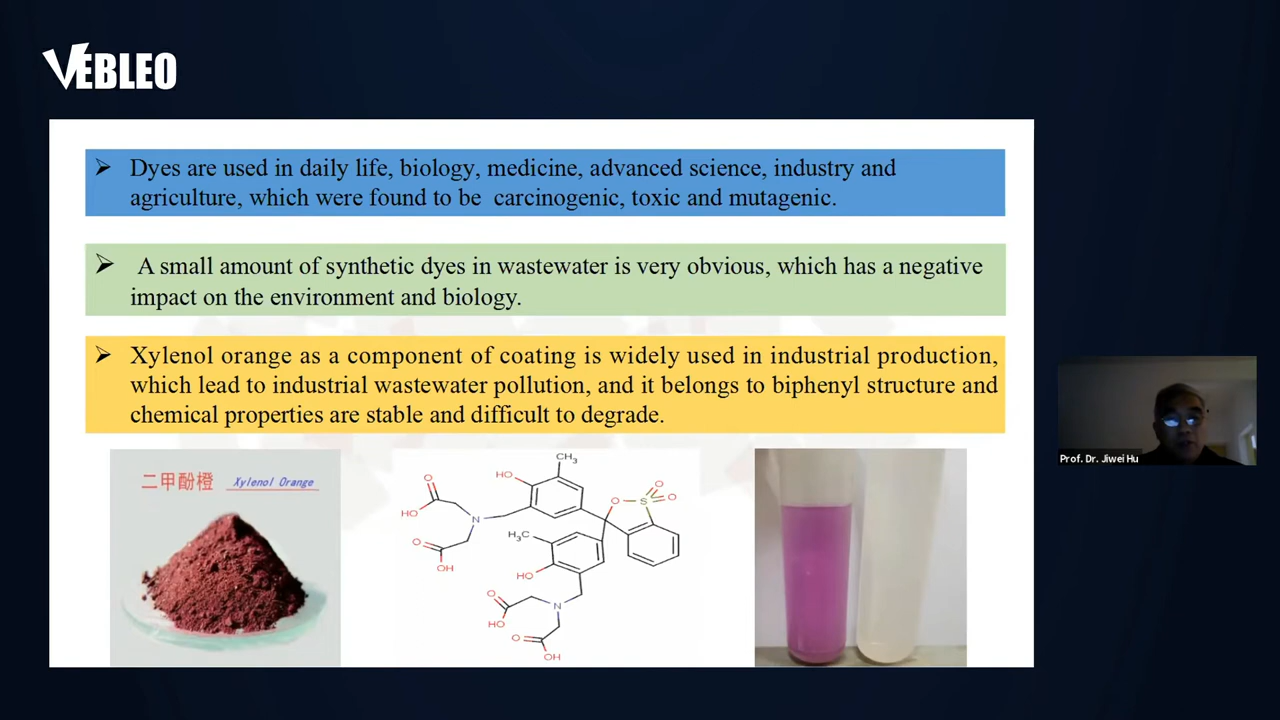 VEBLEO
➢ Dyes are used in daily life, biology, medicine, advanced science, industry and
agriculture, which were found to be carcinogenic, toxic and mutagenic.
➢ A small amount of synthetic dyes in wastewater is very obvious, which has a negative
impact on the environment and biology.
➢ Xylenol orange as a component of coating is widely used in industrial production,
which lead to industrial wastewater pollution, and it belongs to biphenyl structure and
chemical properties are stable and difficult to degrade.
二甲酚橙 Xylenol Orange
CH3
HO
O
O
O
O
S
HO
N
H3C
O
OH
HO
O
N
HO
O
OH
Prof. Dr. Jiwei Hu